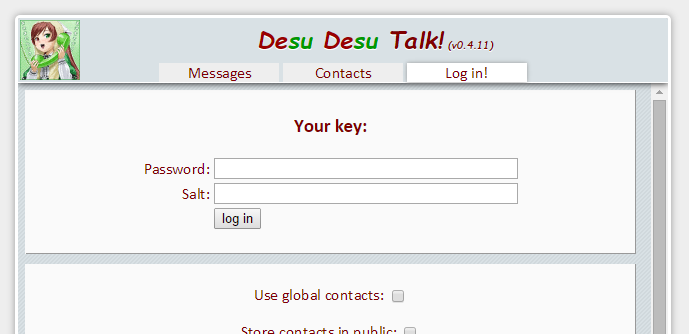 Desu Desu Talk! (v0.4.11)
Messages Contacts Log in!
Your key:
Password:
Salt:
log in
Use global contacts:
Store contacts in public: